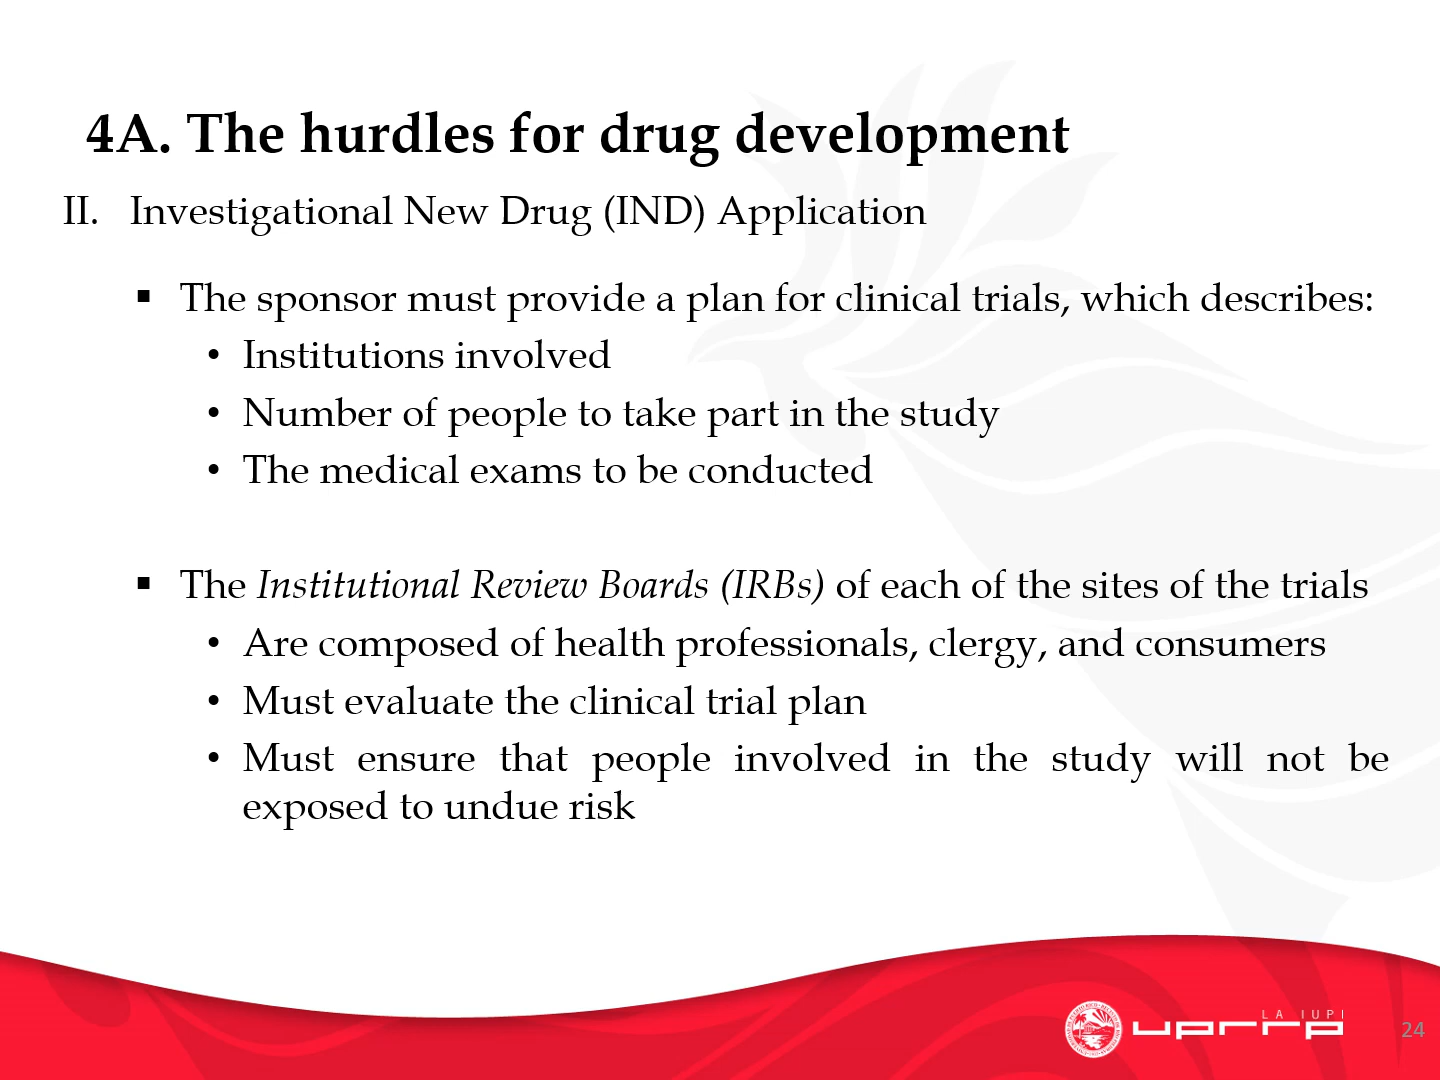 4A. The hurdles for drug development
II. Investigational New Drug (IND) Application
▪ The sponsor must provide a plan for clinical trials, which describes:
• Institutions involved
• Number of people to take part in the study
• The medical exams to be conducted
▪ The Institutional Review Boards (IRBs) of each of the sites of the trials
• Are composed of health professionals, clergy, and consumers
• Must evaluate the clinical trial plan
• Must ensure that people involved in the study will not be
exposed to undue risk
LA IUPI
uprrp
24